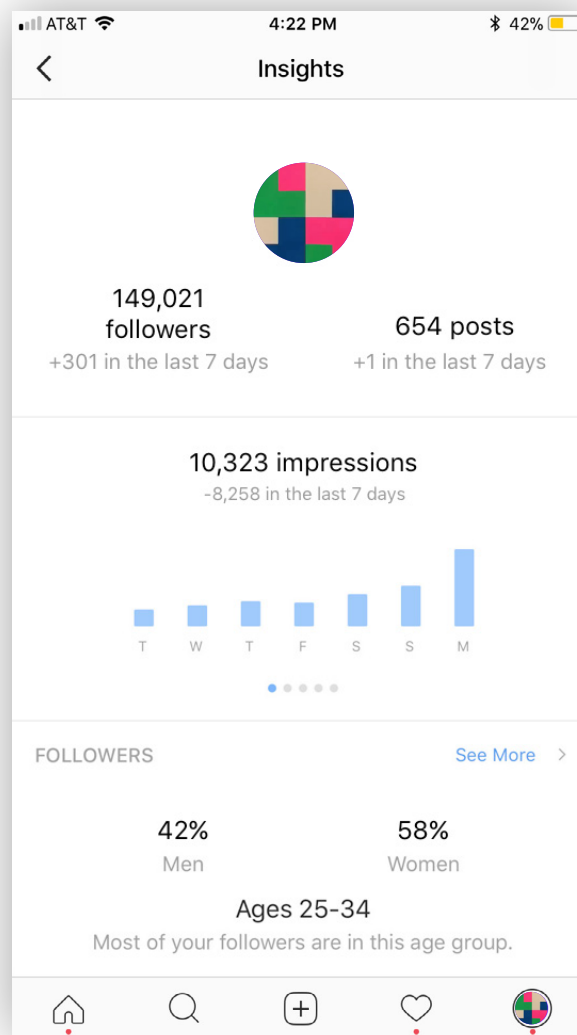 AT&T 4:22 PM 42%
Insights
149,021
followers
+301 in the last 7 days
654 posts
+1 in the last 7 days
10,323 impressions
-8,258 in the last 7 days
T W T F S S M
FOLLOWERS See More
42% 58%
Men Women
Ages 25-34
Most of your followers are in this age group.